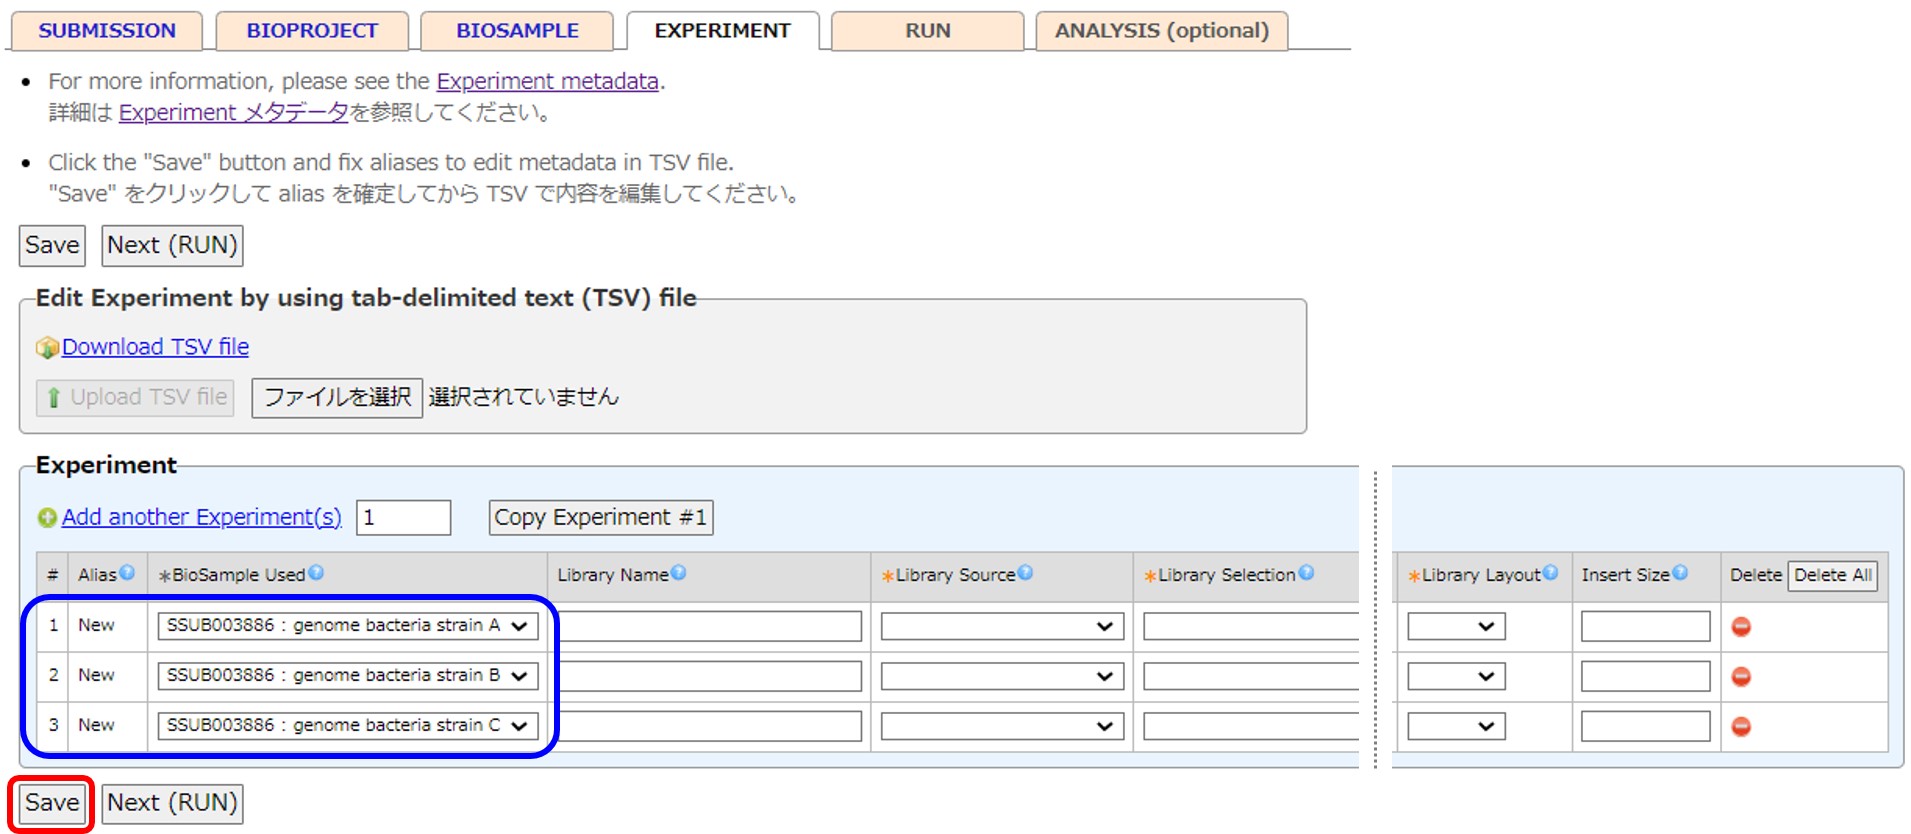 SUBMISSION BIOPROJECT BIOSAMPLE EXPERIMENT RUN ANALYSIS (optional)
• For more information, please see the Experiment metadata.
詳細は Experiment メタデータを参照してください。
• Click the "Save" button and fix aliases to edit metadata in TSV file.
"Save" をクリックして alias を確定してから TSV で内容を編集してください。
Save Next (RUN)
Edit Experiment by using tab-delimited text (TSV) file
Download TSV file
Upload TSV file ファイルを選択 選択されていません
Experiment
Add another Experiment(s) 1 Copy Experiment #1
# Alias? *BioSample Used? Library Name? *Library Source? *Library Selection? *Library Layout? Insert Size? Delete Delete All
1 New SSUB003886 : genome bacteria strain A
2 New SSUB003886 : genome bacteria strain B
3 New SSUB003886 : genome bacteria strain C
Save Next (RUN)